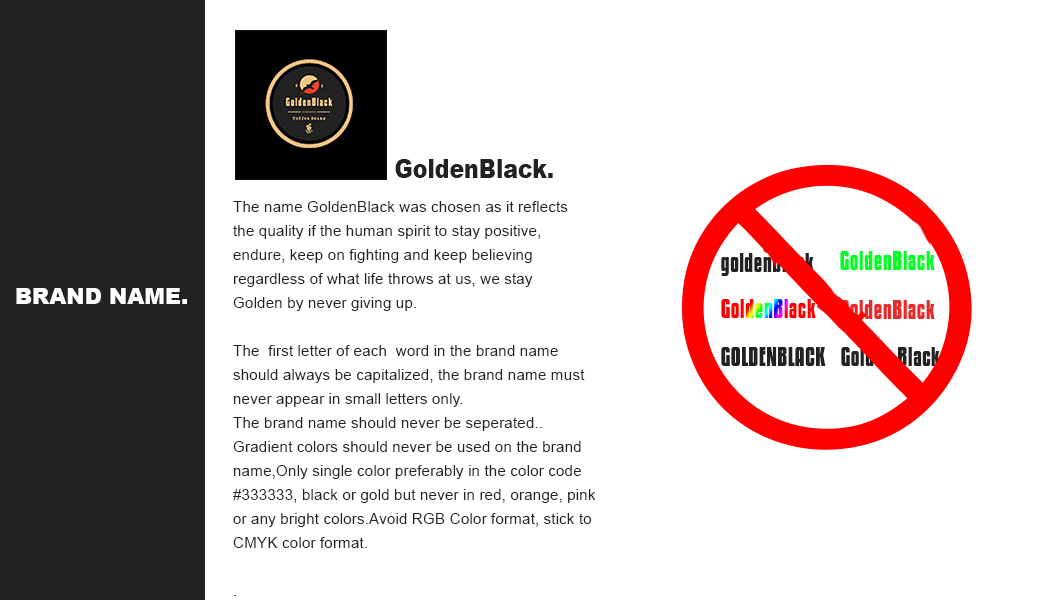 BRAND NAME.
GoldenBlack
Coffee Beans
GoldenBlack.
The name GoldenBlack was chosen as it reflects
the quality if the human spirit to stay positive,
endure, keep on fighting and keep believing
regardless of what life throws at us, we stay
Golden by never giving up.
The first letter of each word in the brand name
should always be capitalized, the brand name must
never appear in small letters only.
The brand name should never be seperated..
Gradient colors should never be used on the brand
name,Only single color preferably in the color code
#333333, black or gold but never in red, orange, pink
or any bright colors.Avoid RGB Color format, stick to
CMYK color format.
.
goldenblack GoldenBlack
GoldenBlack GoldenBlack
GOLDENBLACK Golden Black